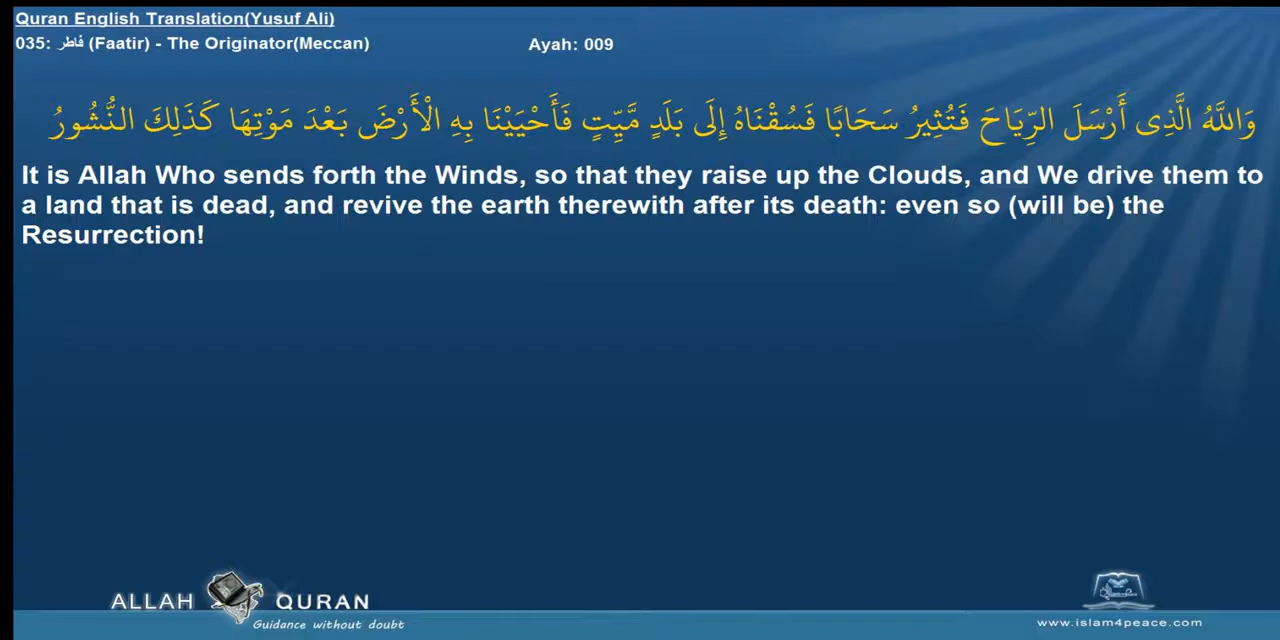 Quran English Translation(Yusuf Ali)
035: فاطر (Faatir) - The Originator(Meccan) Ayah: 009
وَاللَّهُ الَّذِى أَرْسَلَ الرِّيَاحَ فَتُثِيرُ سَحَابًا فَسُقْنَاهُ إِلَى بَلَدٍ مَّيِّتٍ فَأَحْيَيْنَا بِهِ الْأَرْضَ بَعْدَ مَوْتِهَا كَذَلِكَ النُّشُورُ
It is Allah Who sends forth the Winds, so that they raise up the Clouds, and We drive them to
a land that is dead, and revive the earth therewith after its death: even so (will be) the
Resurrection!
ALLAH QURAN
Guidance without doubt
www.islam4peace.com